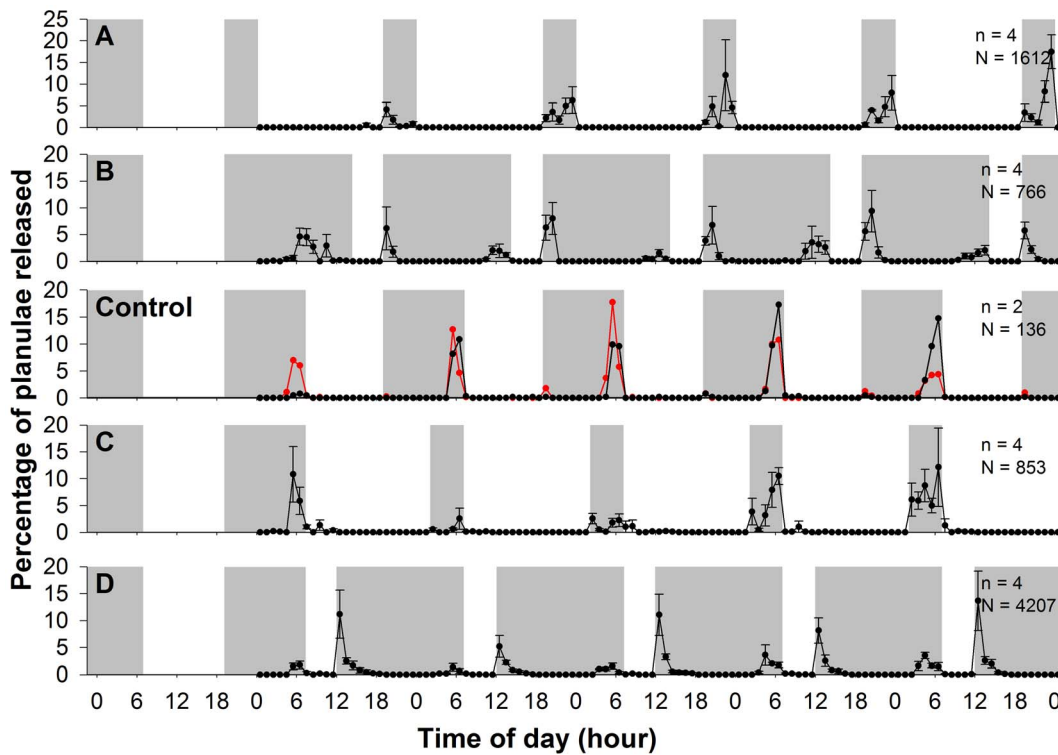 Percentage of planulae released
25
20
15
10
5
0
A
n = 4
N = 1612
20
15
10
5
0
B
n = 4
N = 766
20
15
10
5
0
Control
n = 2
N = 136
20
15
10
5
0
C
n = 4
N = 853
20
15
10
5
0
D
n = 4
N = 4207
0 6 12 18 0 6 12 18 0 6 12 18 0 6 12 18 0 6 12 18 0 6 12 18 0
Time of day (hour)